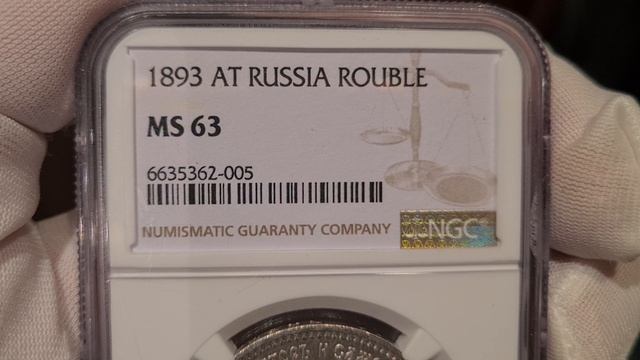 1893 AT RUSSIA ROUBLE
MS 63
6635362-005
NUMISMATIC GUARANTY COMPANY NGC